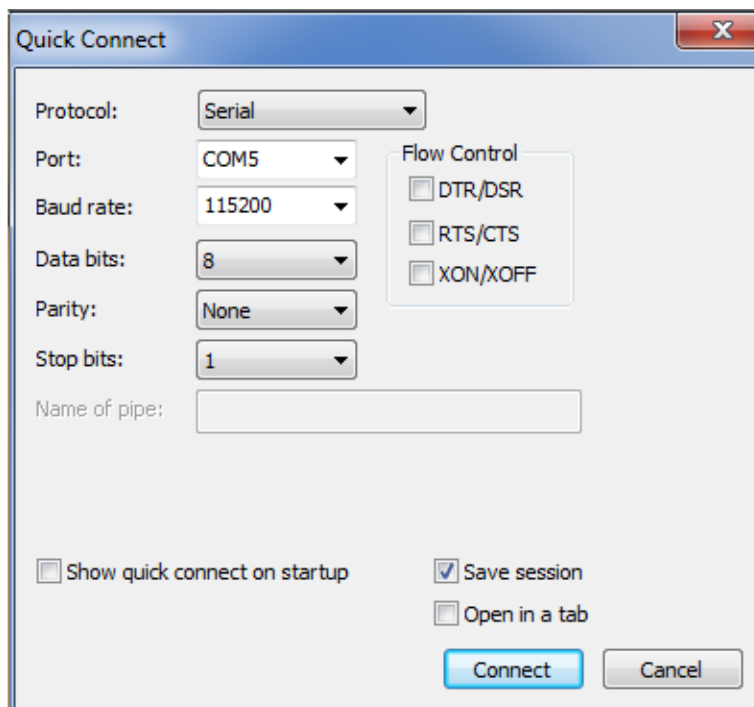 Quick Connect
Protocol: Serial
Port: COM5
Flow Control
DTR/DSR
Baud rate: 115200
RTS/CTS
Data bits: 8
XON/XOFF
Parity: None
Stop bits: 1
Name of pipe:
Show quick connect on startup
Save session
Open in a tab
Connect Cancel